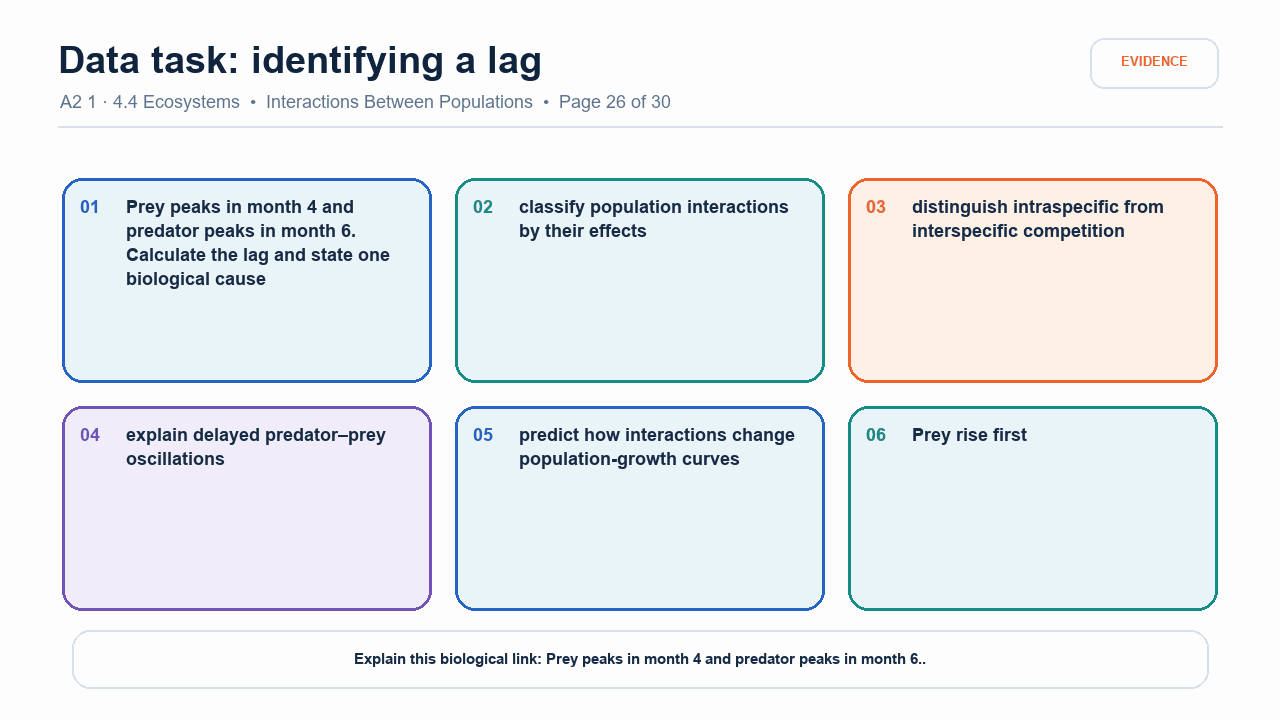 Data task: identifying a lag
EVIDENCE
A2 1 · 4.4 Ecosystems • Interactions Between Populations • Page 26 of 30
01 Prey peaks in month 4 and
predator peaks in month 6.
Calculate the lag and state one
biological cause
02 classify population interactions
by their effects
03 distinguish intraspecific from
interspecific competition
04 explain delayed predator–prey
oscillations
05 predict how interactions change
population-growth curves
06 Prey rise first
Explain this biological link: Prey peaks in month 4 and predator peaks in month 6..